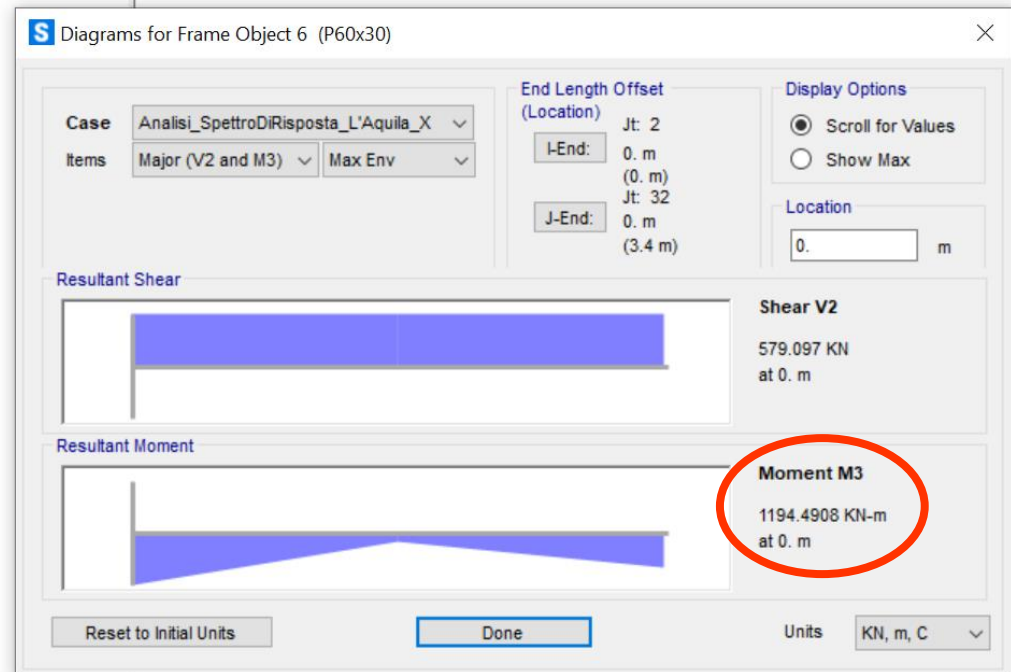 S Diagrams for Frame Object 6 (P60x30)
End Length Offset
(Location)
Display Options
Case Analisi_SpettroDiRisposta_L'Aquila_X
Items Major (V2 and M3) Max Env
I-End:
Jt: 2
0. m
(0. m)
J-End:
Jt: 32
0. m
(3.4 m)
Scroll for Values
Show Max
Location
0. m
Resultant Shear
Shear V2
579.097 KN
at 0. m
Resultant Moment
Moment M3
1194.4908 KN-m
at 0. m
Reset to Initial Units
Done
Units KN, m, C